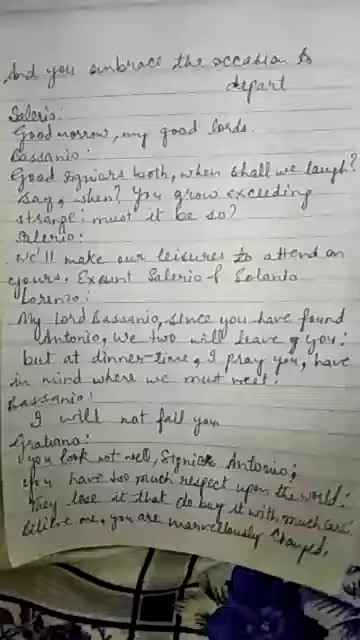 And you embrace the occasion to
depart
Salerio:
Good morrow, my good lords.
Bassanio:
Good signiors both, when shall we laugh?
Say, when? You grow exceeding
strange: must it be so?
Salerio:
We'll make our leisures to attend on
yours. Exeunt Salerio & Solanio
Lorenzo:
My Lord Bassanio, since you have found
Antonio, we two will leave you:
but at dinner-time, I pray you, have
in mind where we must meet.
Bassanio:
I will not fail you
Gratiano:
you look not well, Signior Antonio;
you have too much respect upon the world:
They lose it that do buy it with much care.
Believe me, you are marvellously changed.